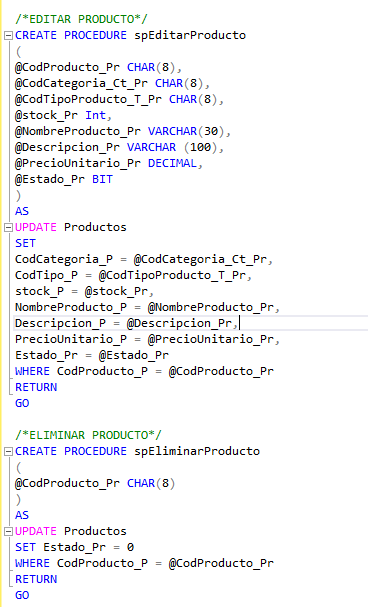 /*EDITAR PRODUCTO*/
CREATE PROCEDURE spEditarProducto
(
@CodProducto_Pr CHAR(8),
@CodCategoria_Ct_Pr CHAR(8),
@CodTipoProducto_T_Pr CHAR(8),
@stock_Pr Int,
@NombreProducto_Pr VARCHAR(30),
@Descripcion_Pr VARCHAR (100),
@PrecioUnitario_Pr DECIMAL,
@Estado_Pr BIT
)
AS
UPDATE Productos
SET
CodCategoria_P = @CodCategoria_Ct_Pr,
CodTipo_P = @CodTipoProducto_T_Pr,
stock_P = @stock_Pr,
NombreProducto_P = @NombreProducto_Pr,
Descripcion_P = @Descripcion_Pr,
PrecioUnitario_P = @PrecioUnitario_Pr,
Estado_Pr = @Estado_Pr
WHERE CodProducto_P = @CodProducto_Pr
RETURN
GO
/*ELIMINAR PRODUCTO*/
CREATE PROCEDURE spEliminarProducto
(
@CodProducto_Pr CHAR(8)
)
AS
UPDATE Productos
SET Estado_Pr = 0
WHERE CodProducto_P = @CodProducto_Pr
RETURN
GO